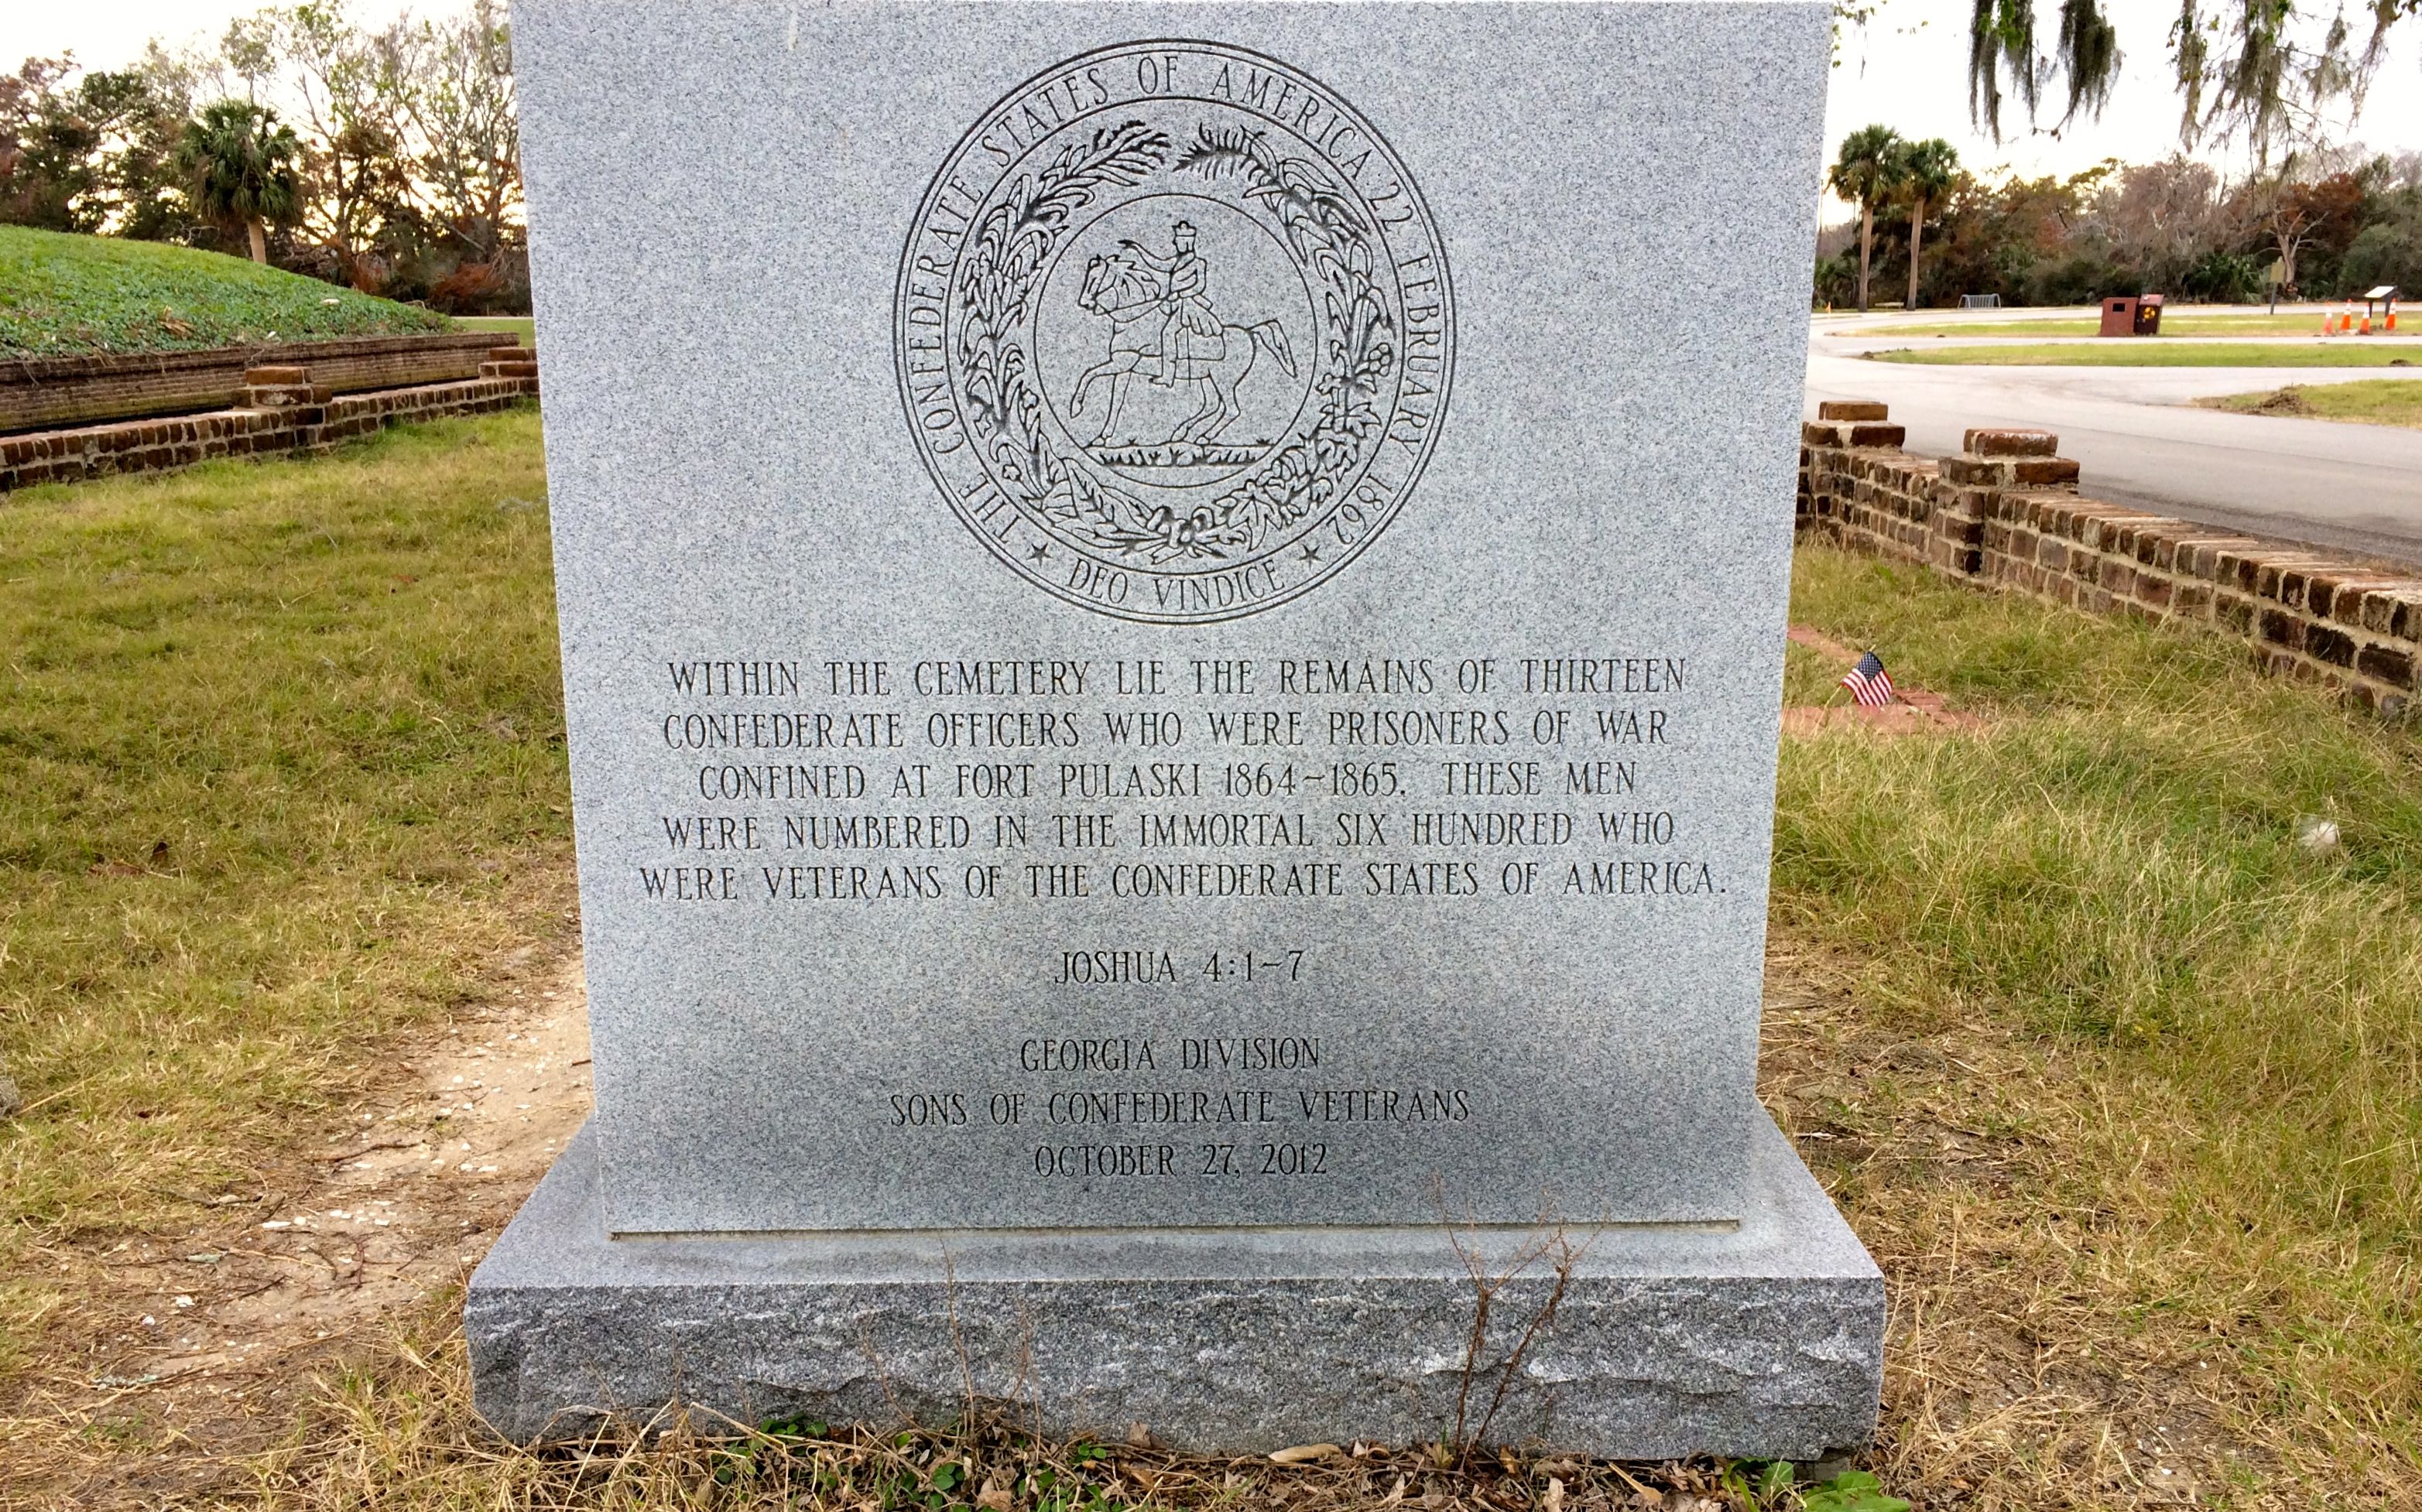 THE CONFEDERATE STATES OF AMERICA : 22 FEBRUARY 1862
★ DEO VINDICE ★
WITHIN THE CEMETERY LIE THE REMAINS OF THIRTEEN
CONFEDERATE OFFICERS WHO WERE PRISONERS OF WAR
CONFINED AT FORT PULASKI 1864~1865. THESE MEN
WERE NUMBERED IN THE IMMORTAL SIX HUNDRED WHO
WERE VETERANS OF THE CONFEDERATE STATES OF AMERICA.
JOSHUA 4:1-7
GEORGIA DIVISION
SONS OF CONFEDERATE VETERANS
OCTOBER 27, 2012